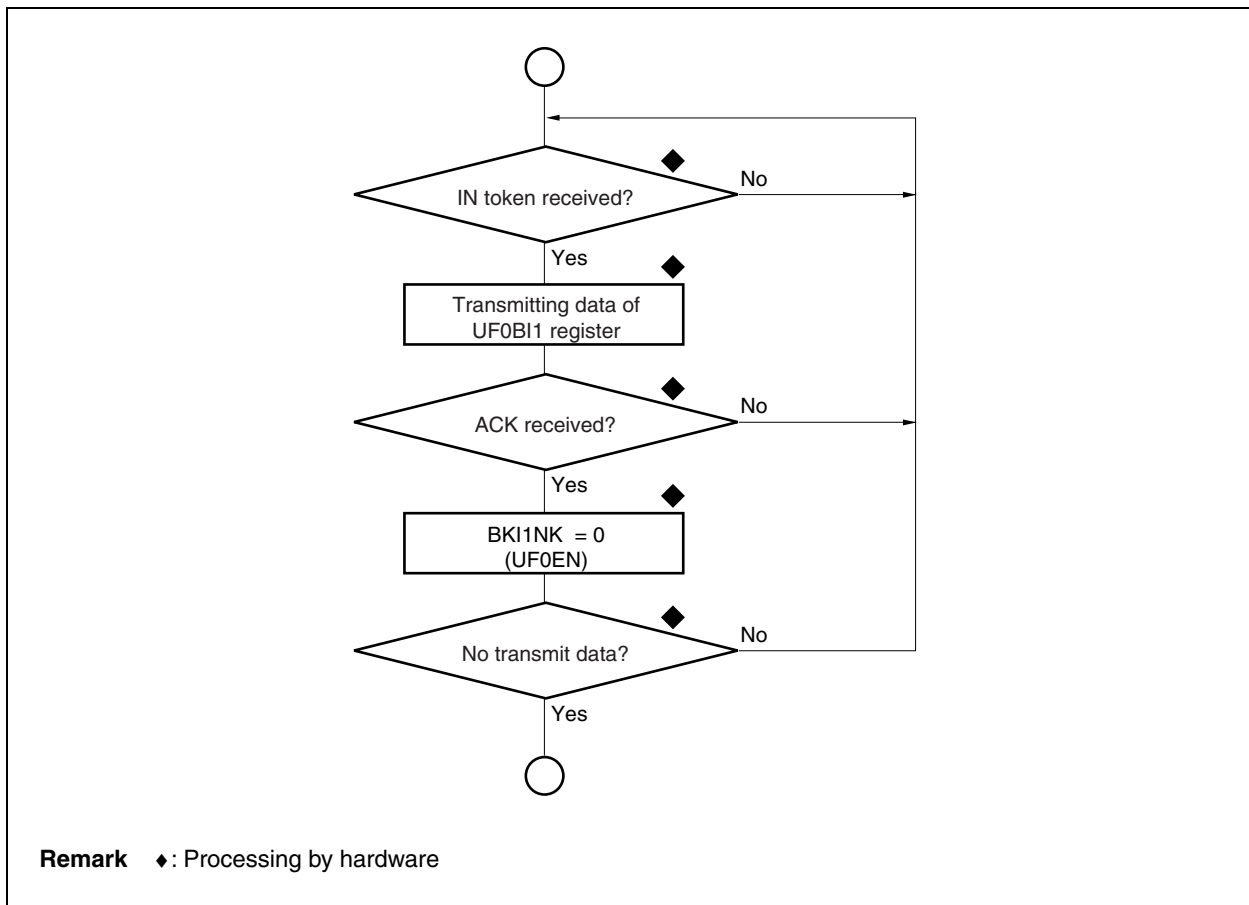 IN token received?
No
Yes
Transmitting data of
UF0BI1 register
ACK received?
No
Yes
BKI1NK = 0
(UF0EN)
No transmit data?
No
Yes
Remark ♦: Processing by hardware